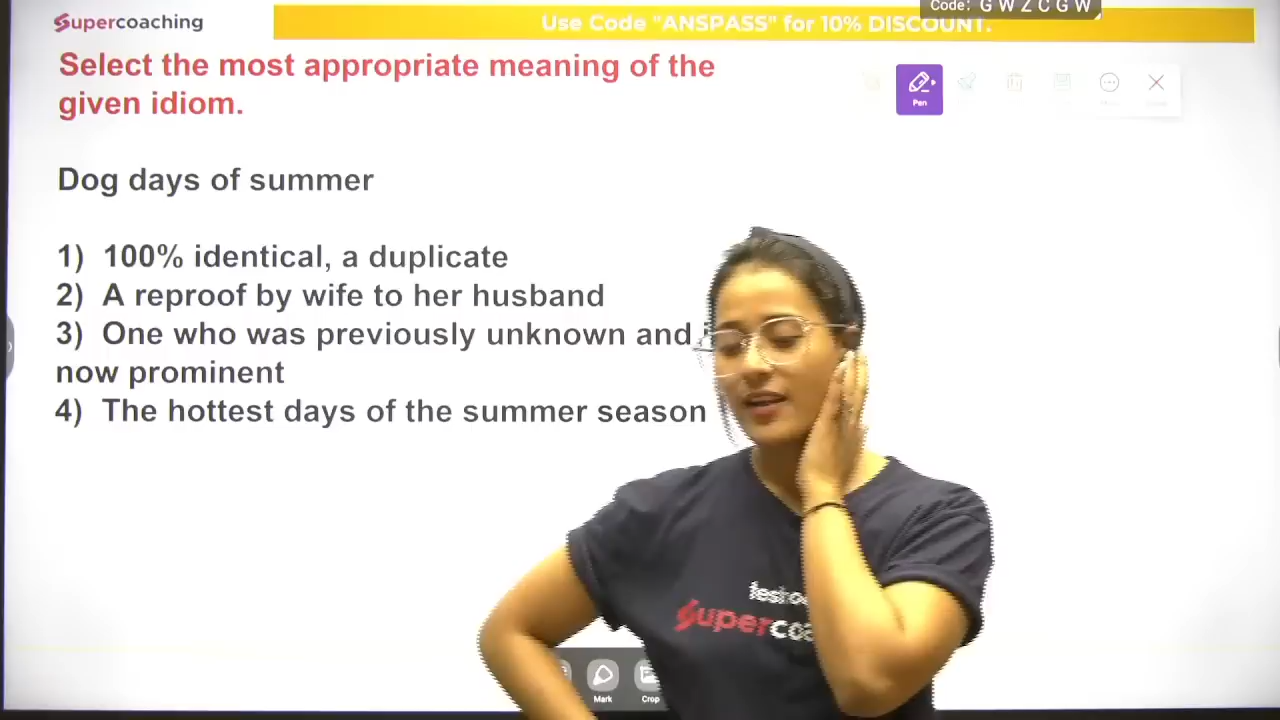 Supercoaching
Use Code "ANSPASS" for 10% DISCOUNT.
Code: G W Z C G W
Select the most appropriate meaning of the
given idiom.
Pen
Dog days of summer
1) 100% identical, a duplicate
2) A reproof by wife to her husband
3) One who was previously unknown and
now prominent
4) The hottest days of the summer season
Supercoa
Mark
Crop